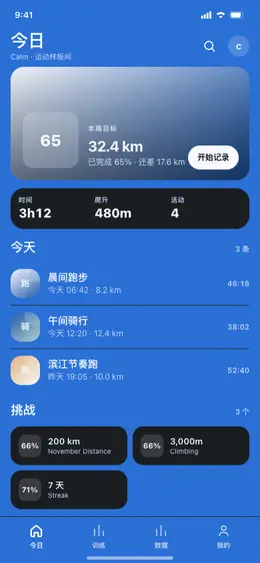 9:41
今日
Calm · 运动样板间
C
65
本周目标
32.4 km
已完成 65% · 还差 17.6 km
开始记录
时间
爬升
活动
3h12
480m
4
今天
3 条
跑
晨间跑步
今天 06:42 · 8.2 km
46:18
骑
午间骑行
今天 12:20 · 12.4 km
38:02
滨江节奏跑
昨天 19:05 · 10.0 km
52:40
挑战
3 个
66%
200 km
November Distance
66%
3,000m
Climbing
71%
7 天
Streak
今日
训练
数据
我的